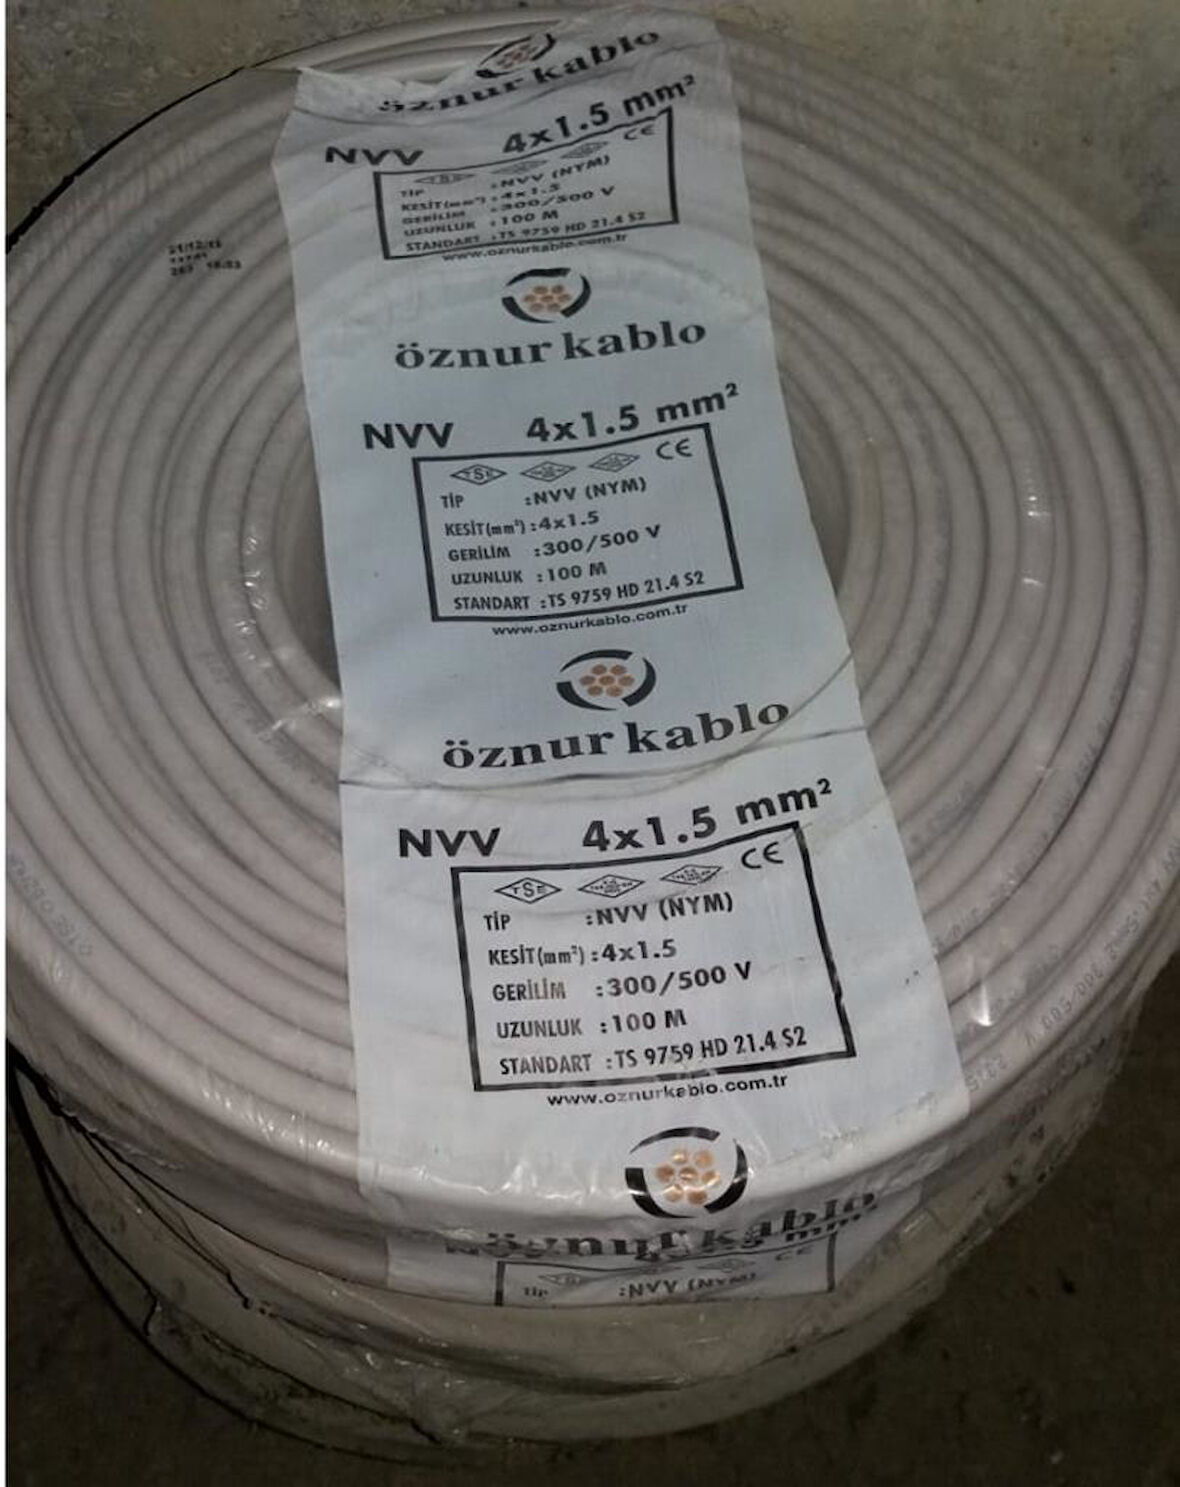 öznur kablo
NVV 4x1.5 mm²
TSE CE
TİP :NVV (NYM)
KESİT(mm²) :4x1.5
GERİLİM :300/500 V
UZUNLUK :100 M
STANDART :TS 9759 HD 21.4 S2
www.oznurkablo.com.tr
öznur kablo
NVV 4x1.5 mm²
TSE CE
TİP :NVV (NYM)
KESİT(mm²) :4x1.5
GERİLİM :300/500 V
UZUNLUK :100 M
STANDART :TS 9759 HD 21.4 S2
www.oznurkablo.com.tr
öznur kablo
NVV 4x1.5 mm²
TSE CE
TİP :NVV (NYM)
KESİT(mm²) :4x1.5
GERİLİM :300/500 V
UZUNLUK :100 M
STANDART :TS 9759 HD 21.4 S2
www.oznurkablo.com.tr
öznur kablo
mm²
CE
TİP :NVV (NYM)